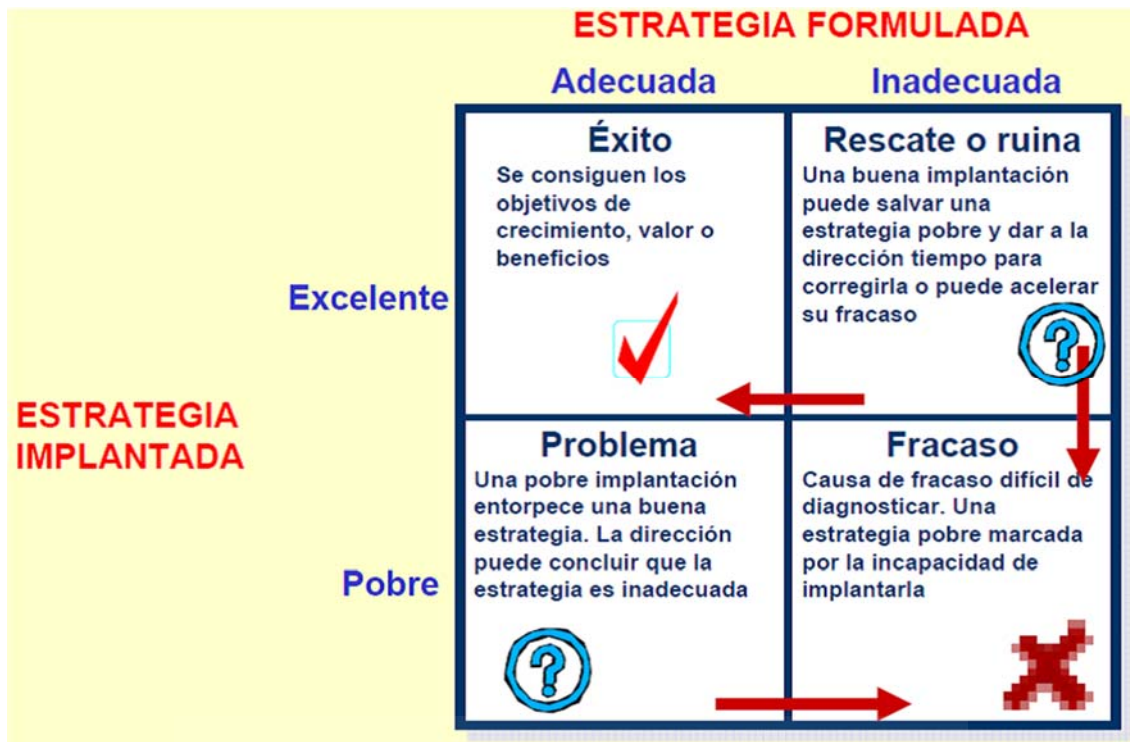 ESTRATEGIA FORMULADA
Adecuada
Inadecuada
Éxito
Se consiguen los
objetivos de
crecimiento, valor o
beneficios
Rescate o ruina
Una buena implantación
puede salvar una
estrategia pobre y dar a la
dirección tiempo para
corregirla o puede acelerar
su fracaso
Excelente
ESTRATEGIA
IMPLANTADA
Problema
Una pobre implantación
entorpece una buena
estrategia. La dirección
puede concluir que la
estrategia es inadecuada
Fracaso
Causa de fracaso difícil de
diagnosticar. Una
estrategia pobre marcada
por la incapacidad de
implantarla
Pobre
?
?